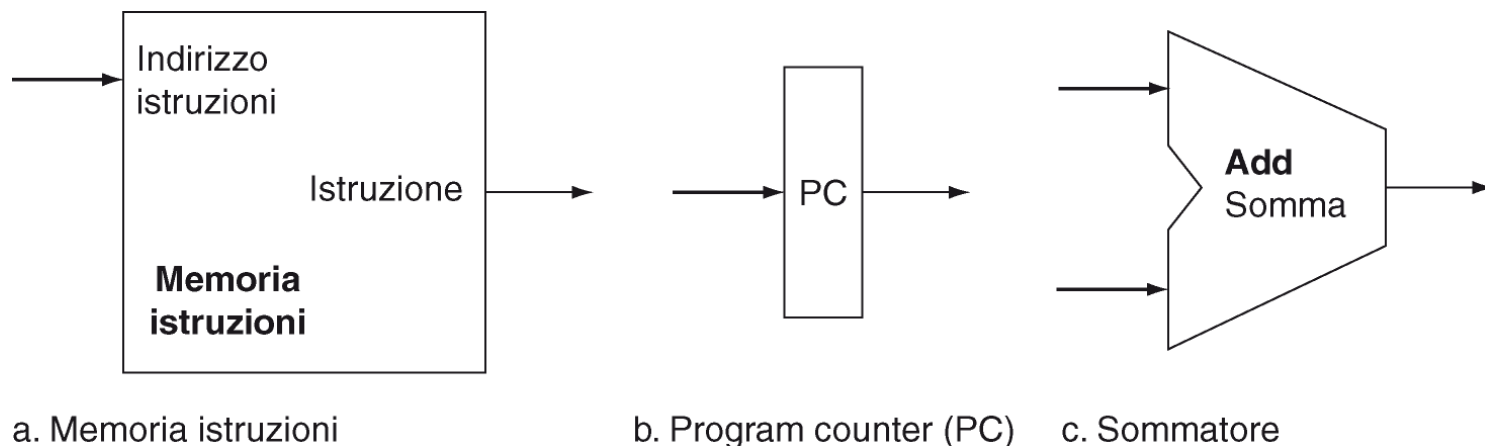 Indirizzo
istruzioni
Istruzione
Memoria
istruzioni
a. Memoria istruzioni
PC
b. Program counter (PC)
Add
Somma
c. Sommatore